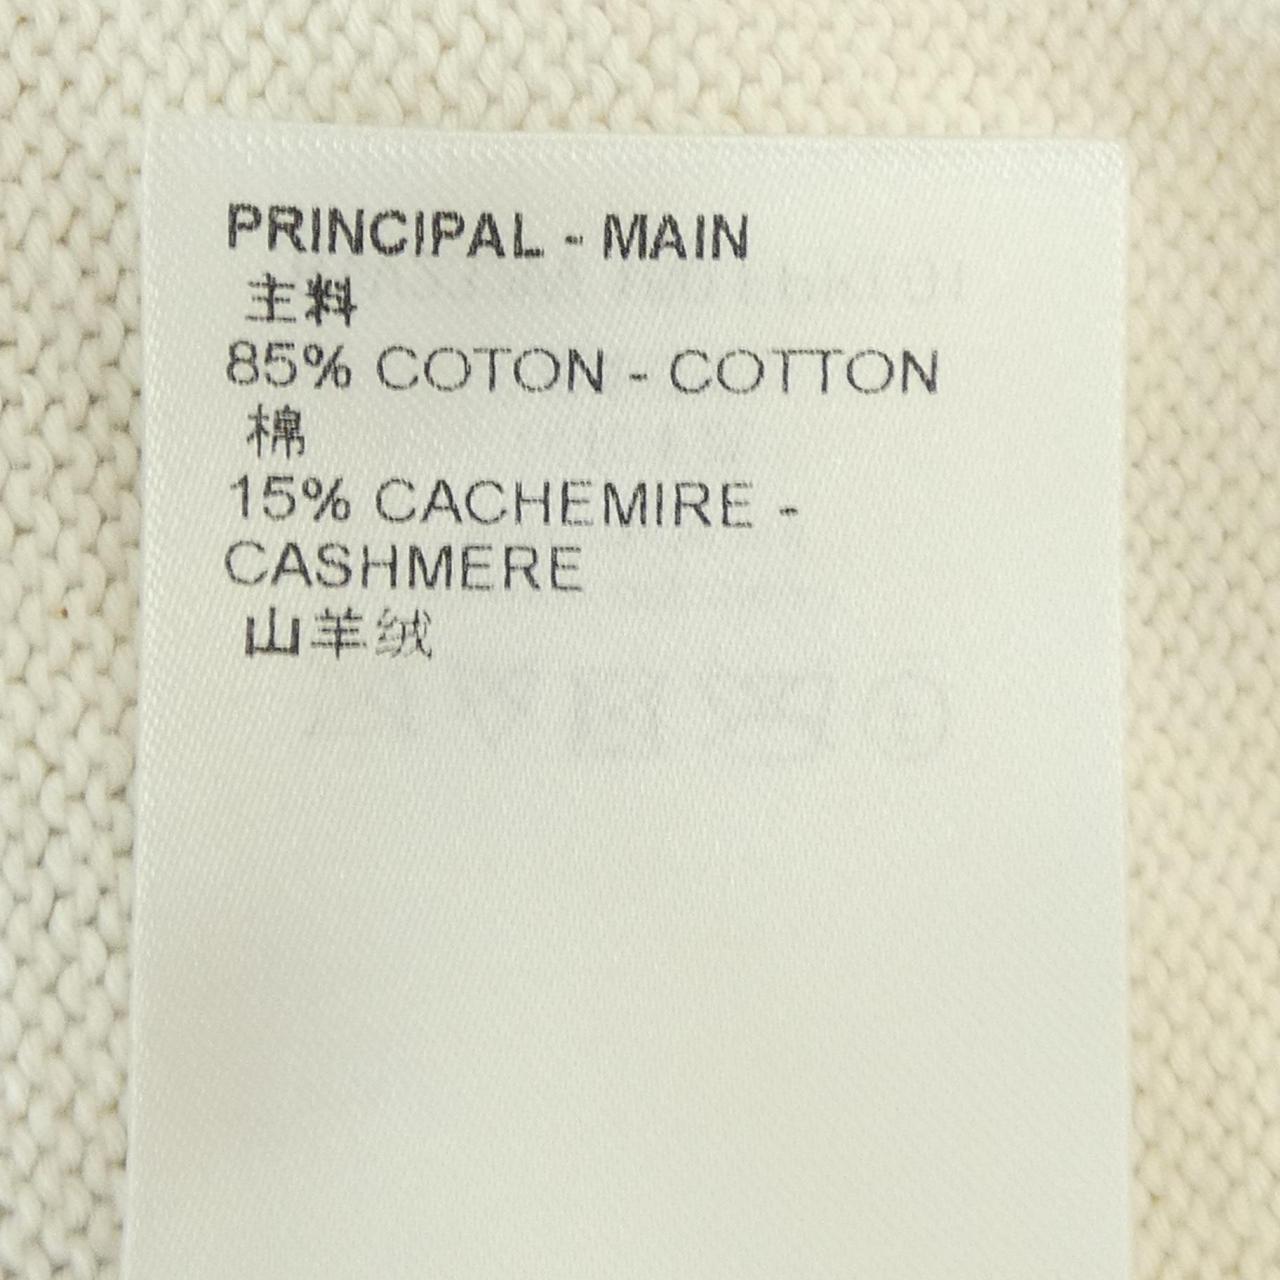 PRINCIPAL - MAIN
主料
85% COTON - COTTON
棉
15% CACHEMIRE -
CASHMERE
山羊绒